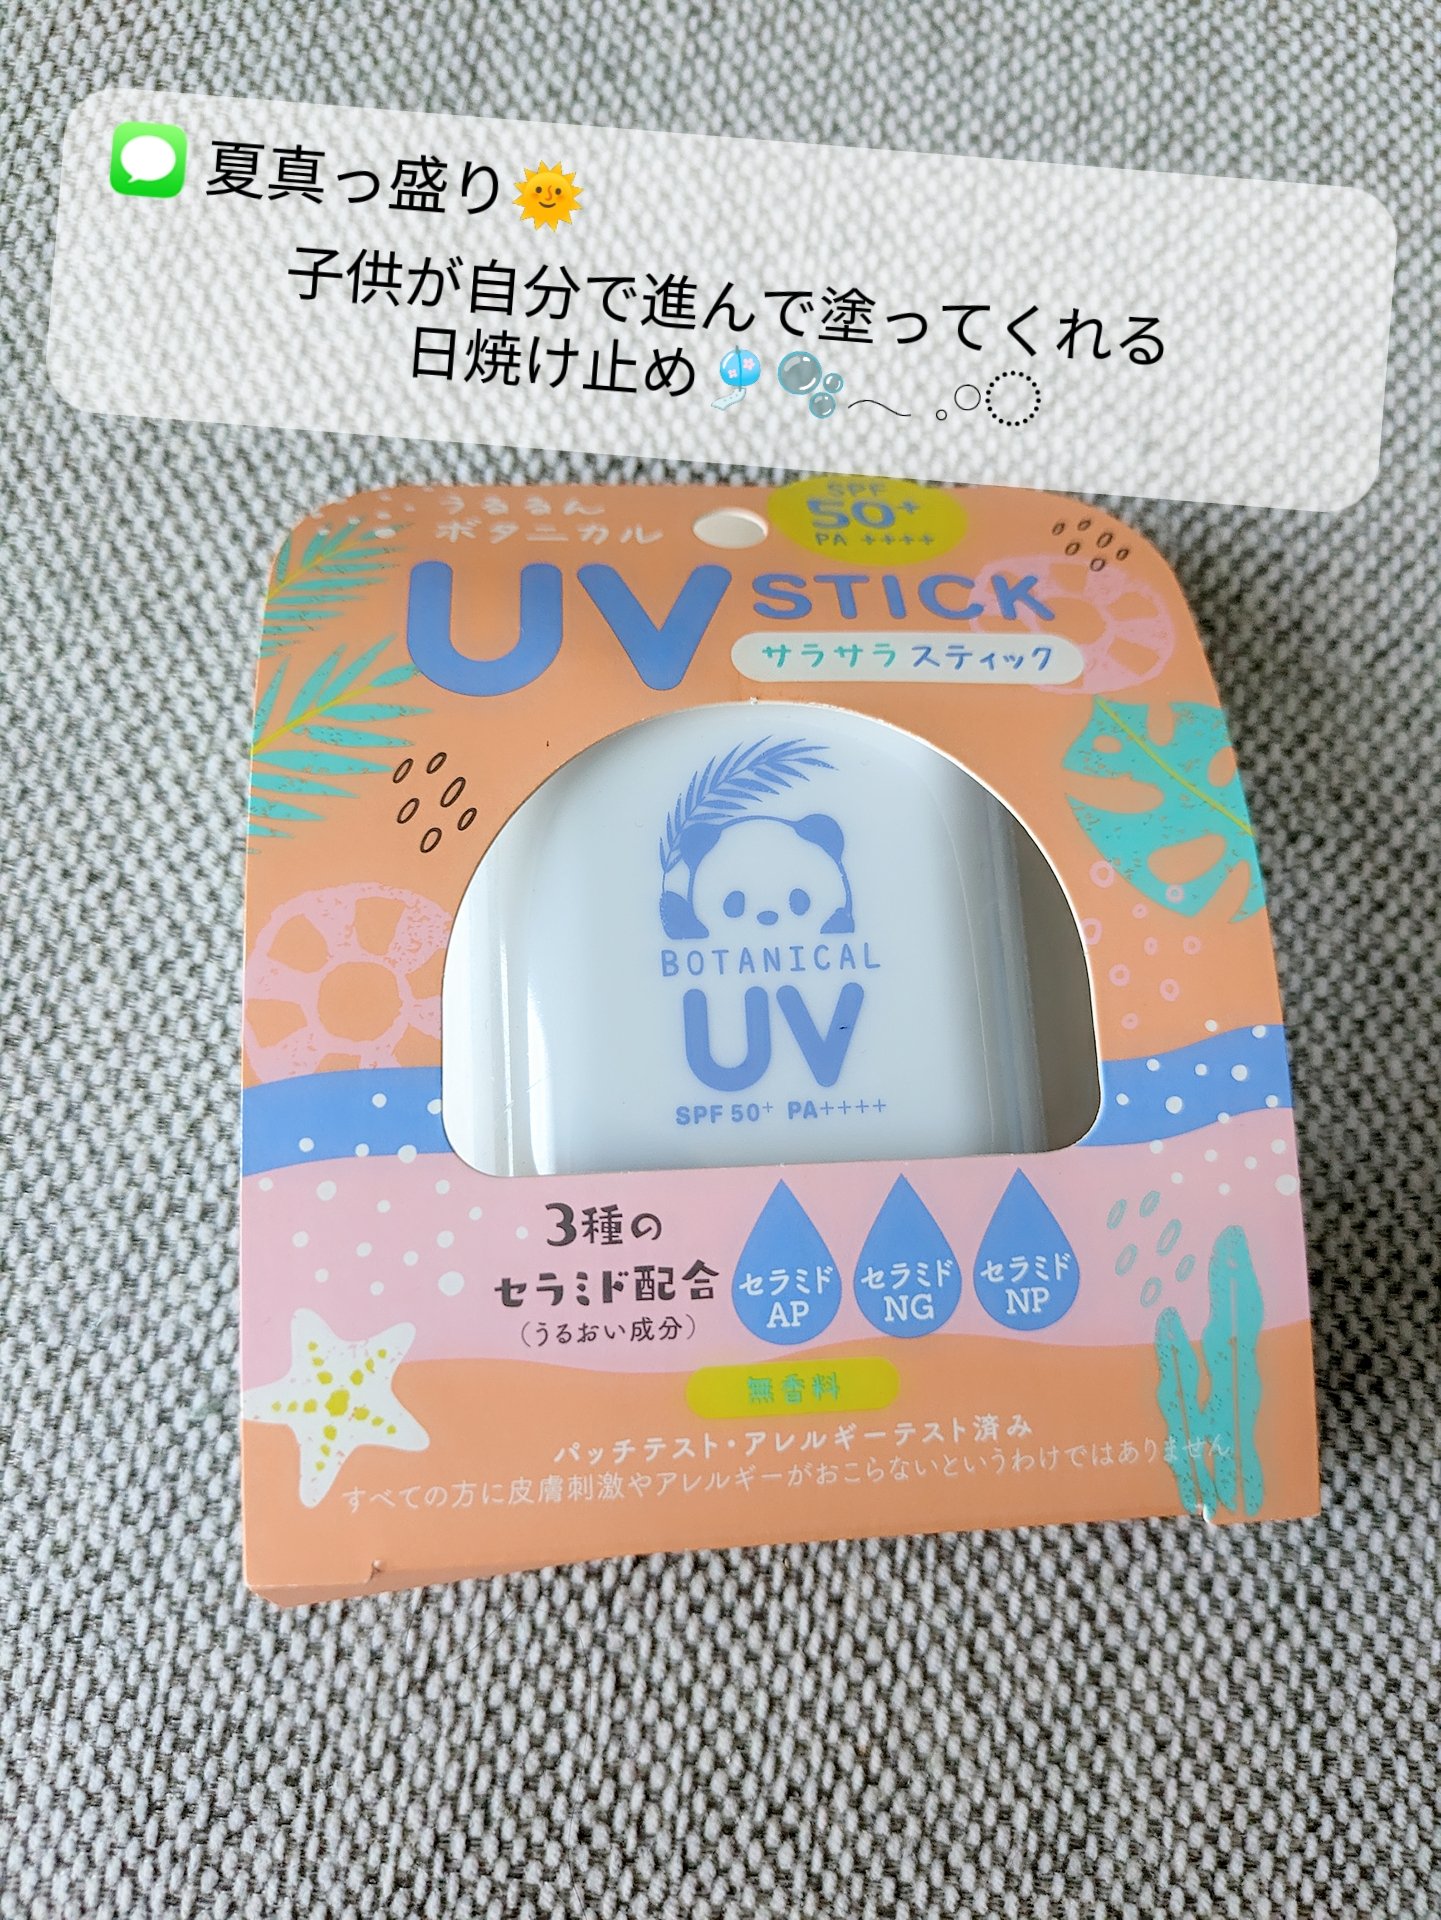 夏真っ盛り🌞
子供が自分で進んで塗ってくれる
日焼け止め🎐🫧𓂃 𓈒𓏸◌
うるるん
ボタニカル
SPF
50+
PA ++++
UV STICK
サラサラスティック
BOTANICAL
UV
SPF 50+ PA++++
3種の
セラミド配合
(うるおい成分)
セラミド
AP
セラミド
NG
セラミド
NP
無香料
パッチテスト・アレルギーテスト済み
すべての方に皮膚刺激やアレルギーがおこらないというわけではありません